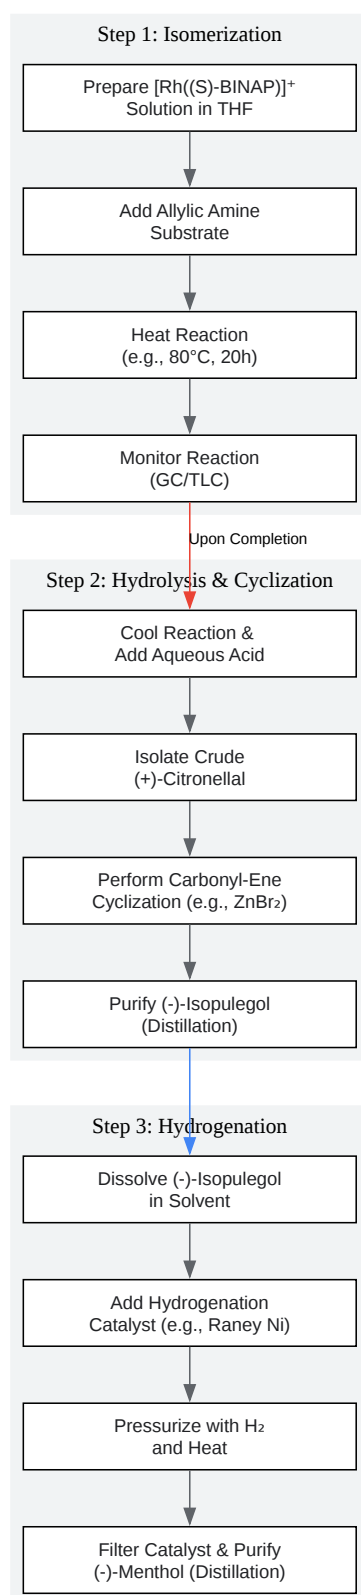 Step 1: Isomerization
Prepare [Rh((S)-BINAP)]⁺
Solution in THF
Add Allylic Amine
Substrate
Heat Reaction
(e.g., 80°C, 20h)
Monitor Reaction
(GC/TLC)
Upon Completion
Step 2: Hydrolysis & Cyclization
Cool Reaction &
Add Aqueous Acid
Isolate Crude
(+)-Citronellal
Perform Carbonyl-Ene
Cyclization (e.g., ZnBr₂)
Purify (-)-Isopulegol
(Distillation)
Step 3: Hydrogenation
Dissolve (-)-Isopulegol
in Solvent
Add Hydrogenation
Catalyst (e.g., Raney Ni)
Pressurize with H₂
and Heat
Filter Catalyst & Purify
(-)-Menthol (Distillation)